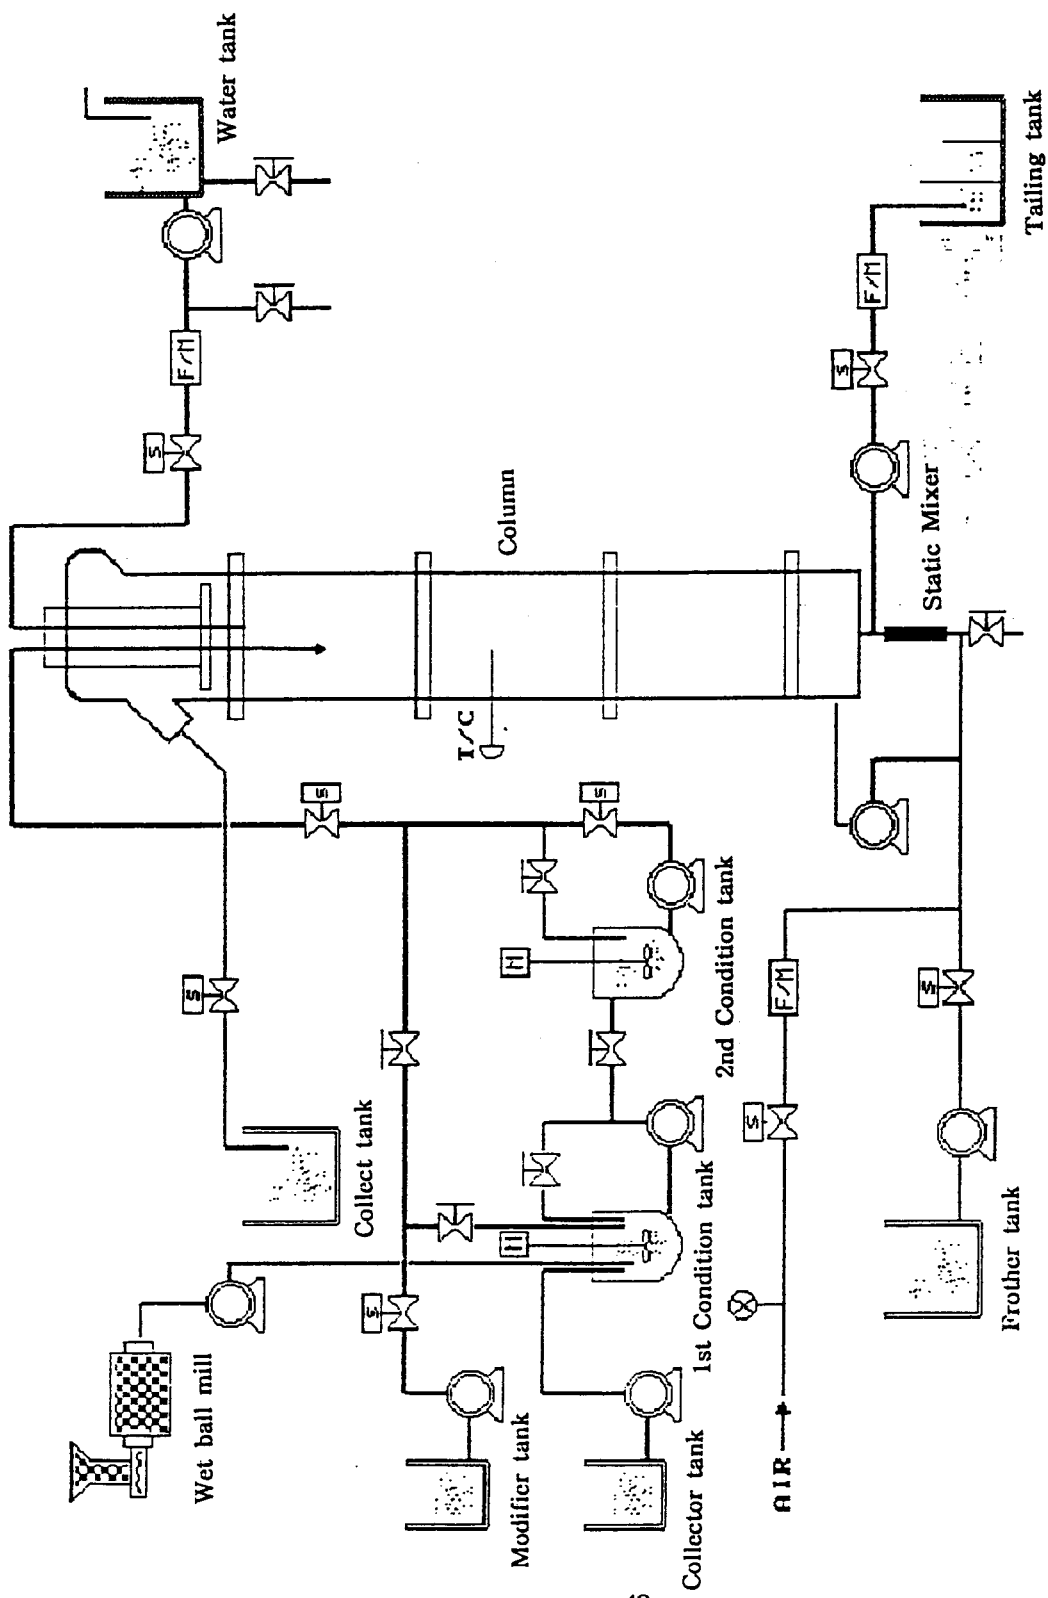 Water tank
F/M
S
Column
T/C
S
S
S
Collect tank
Wet ball mill
S
M
M
2nd Condition tank
1st Condition tank
Modifier tank
Collector tank
Tailing tank
F/M
S
Static Mixer
F/M
S
S
AIR
Frother tank